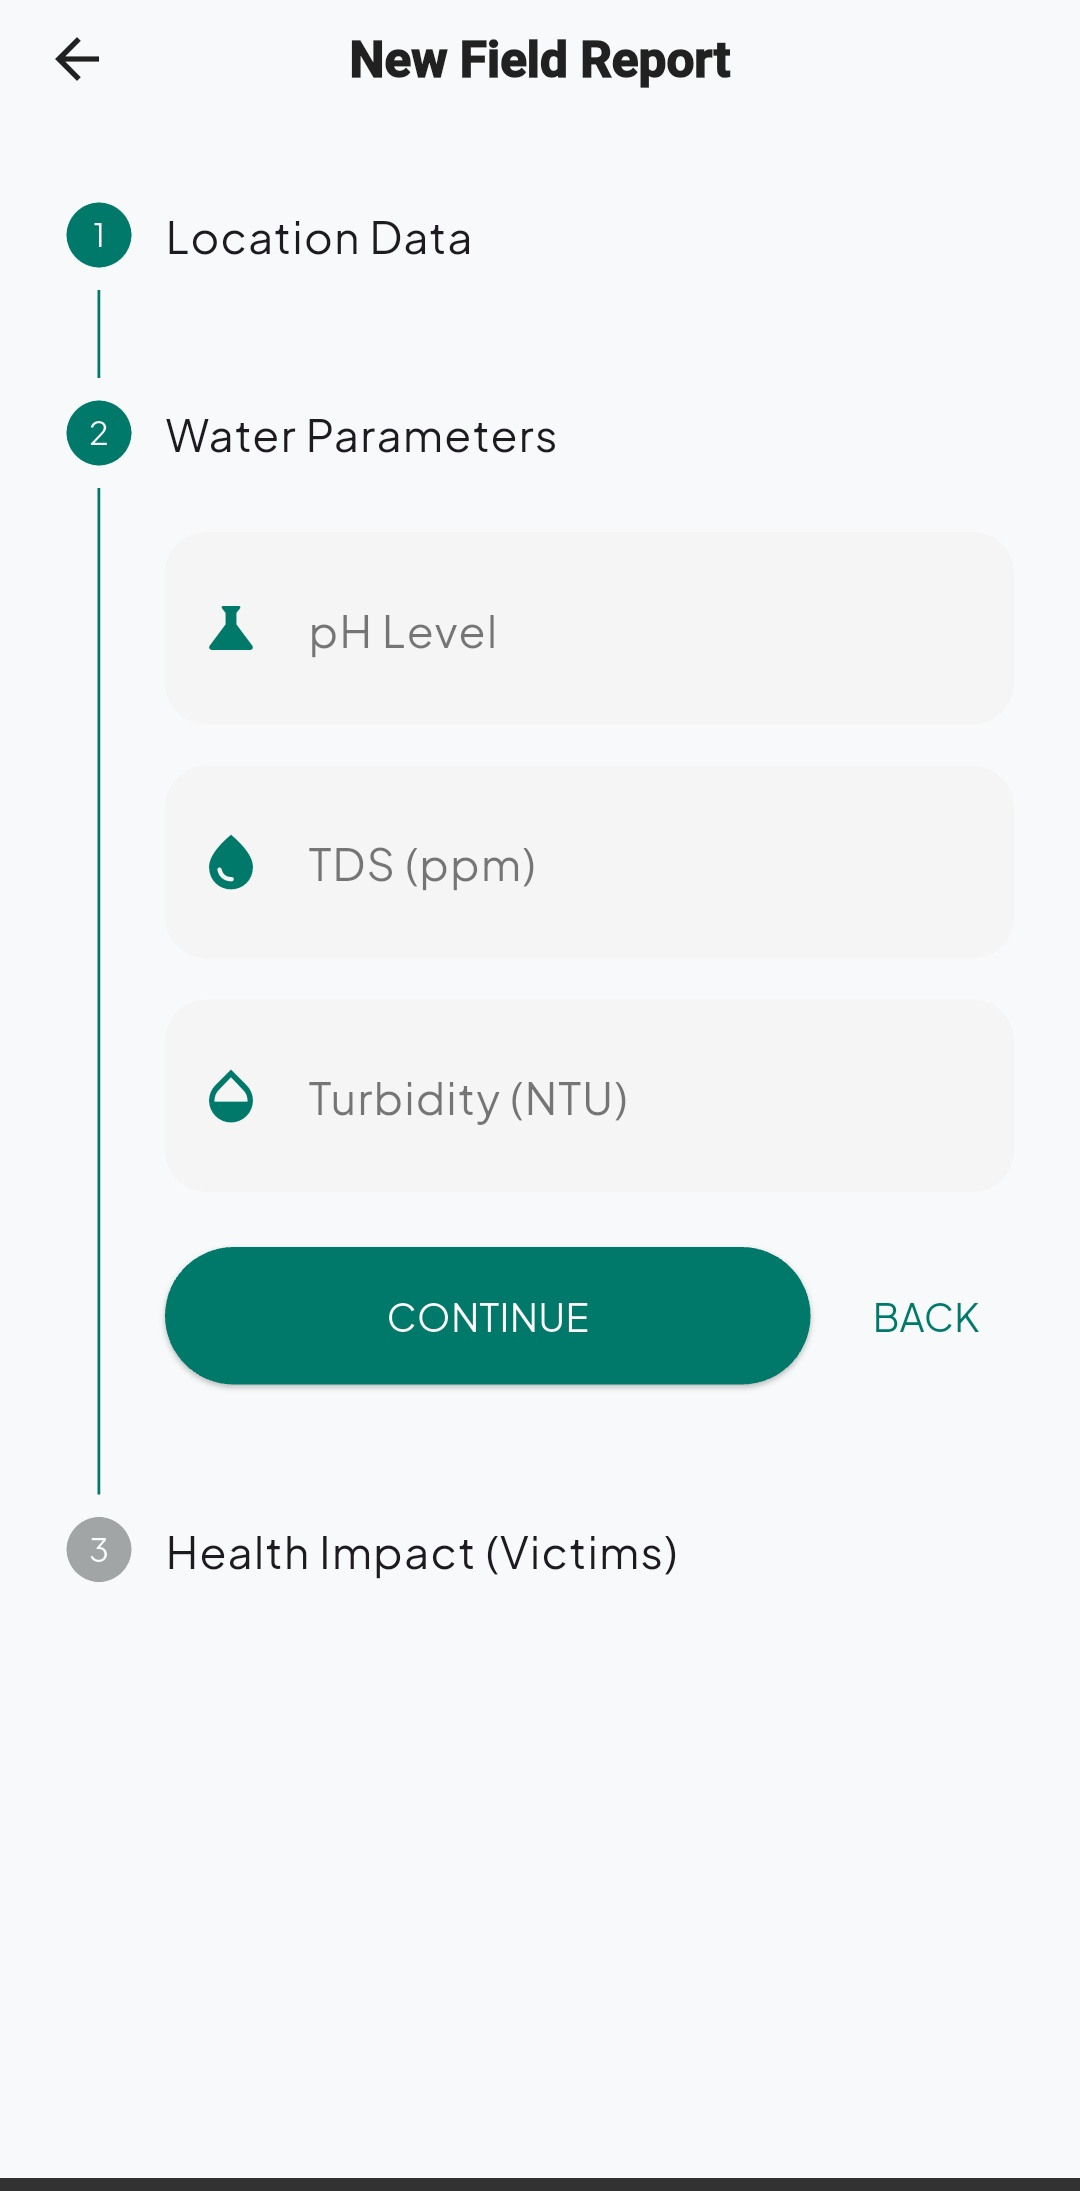 New Field Report
1 Location Data
2 Water Parameters
pH Level
TDS (ppm)
Turbidity (NTU)
CONTINUE BACK
3 Health Impact (Victims)